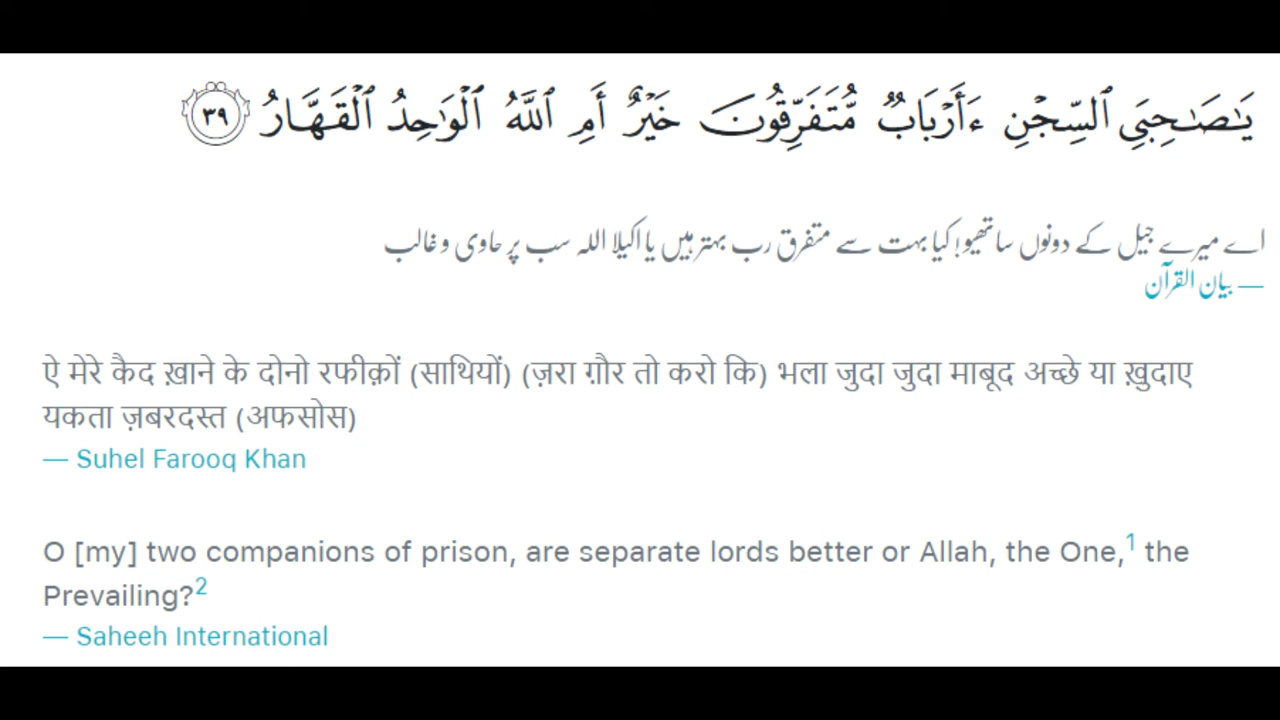 يَـٰصَـٰحِبَىِ ٱلسِّجْنِ ءَأَرْبَابٌۭ مُّتَفَرِّقُونَ خَيْرٌ أَمِ ٱللَّهُ ٱلْوَٰحِدُ ٱلْقَهَّارُ ٣٩
اے میرے جیل کے دونوں ساتھیو ! کیا بہت سے متفرق رب بہتر ہیں یا اکیلا اللہ سب پر حاوی و غالب
— بیان القرآن
ऐ मेरे कैद ख़ाने के दोनो रफीक़ों (साथियों) (ज़रा ग़ौर तो करो कि) भला जुदा जुदा माबूद अच्छे या ख़ुदाए
यकता ज़बरदस्त (अफसोस)
— Suhel Farooq Khan
O [my] two companions of prison, are separate lords better or Allah, the One,1 the
Prevailing?2
— Saheeh International